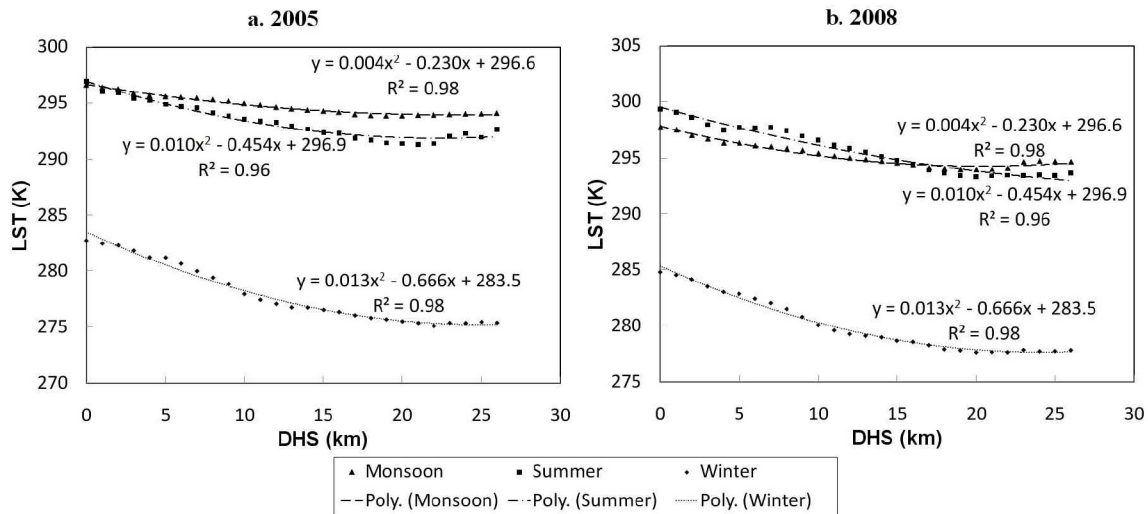 a. 2005
300
295
290
285
280
275
270
LST (K)
y = 0.004x² - 0.230x + 296.6
R² = 0.98
0.010x² - 0.454x + 296.9
R² = 0.96
y = 0.013x² - 0.666x + 283.5
R² = 0.98
0 5 10 15 20 25 30
DHS (km)
b. 2008
305
300
295
290
285
280
275
LST (K)
y = 0.004x² - 0.230x + 296.6
R² = 0.98
y = 0.010x² - 0.454x + 296.9
R² = 0.96
y = 0.013x² - 0.666x + 283.5
R² = 0.98
0 5 10 15 20 25 30
DHS (km)
Monsoon Summer Winter
Poly. (Monsoon) Poly. (Summer) Poly. (Winter)